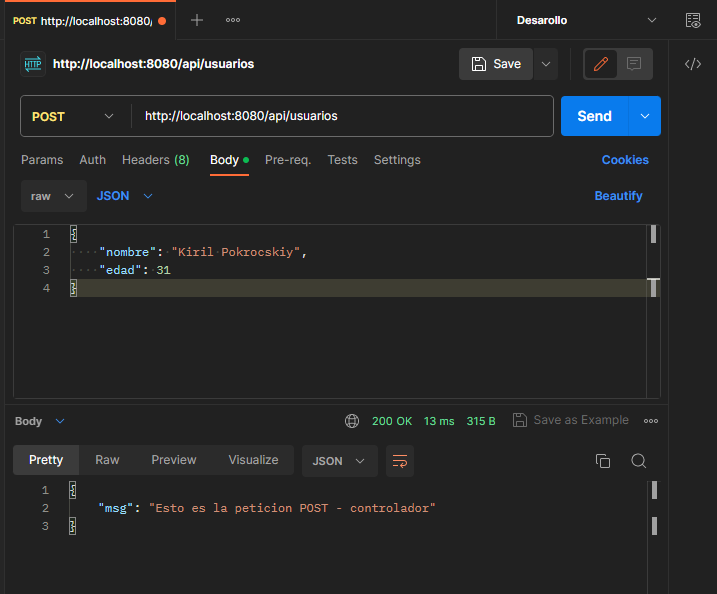 POST http://localhost:8080/
Desarollo
HTTP http://localhost:8080/api/usuarios
Save
POST
http://localhost:8080/api/usuarios
Send
Params Auth Headers (8) Body Pre-req. Tests Settings Cookies
raw JSON Beautify
1 {
2 "nombre": "Kiril Pokrocskiy",
3 "edad": 31
4 }
Body 200 OK 13 ms 315 B Save as Example
Pretty Raw Preview Visualize JSON
1 {
2 "msg": "Esto es la peticion POST - controlador"
3 }